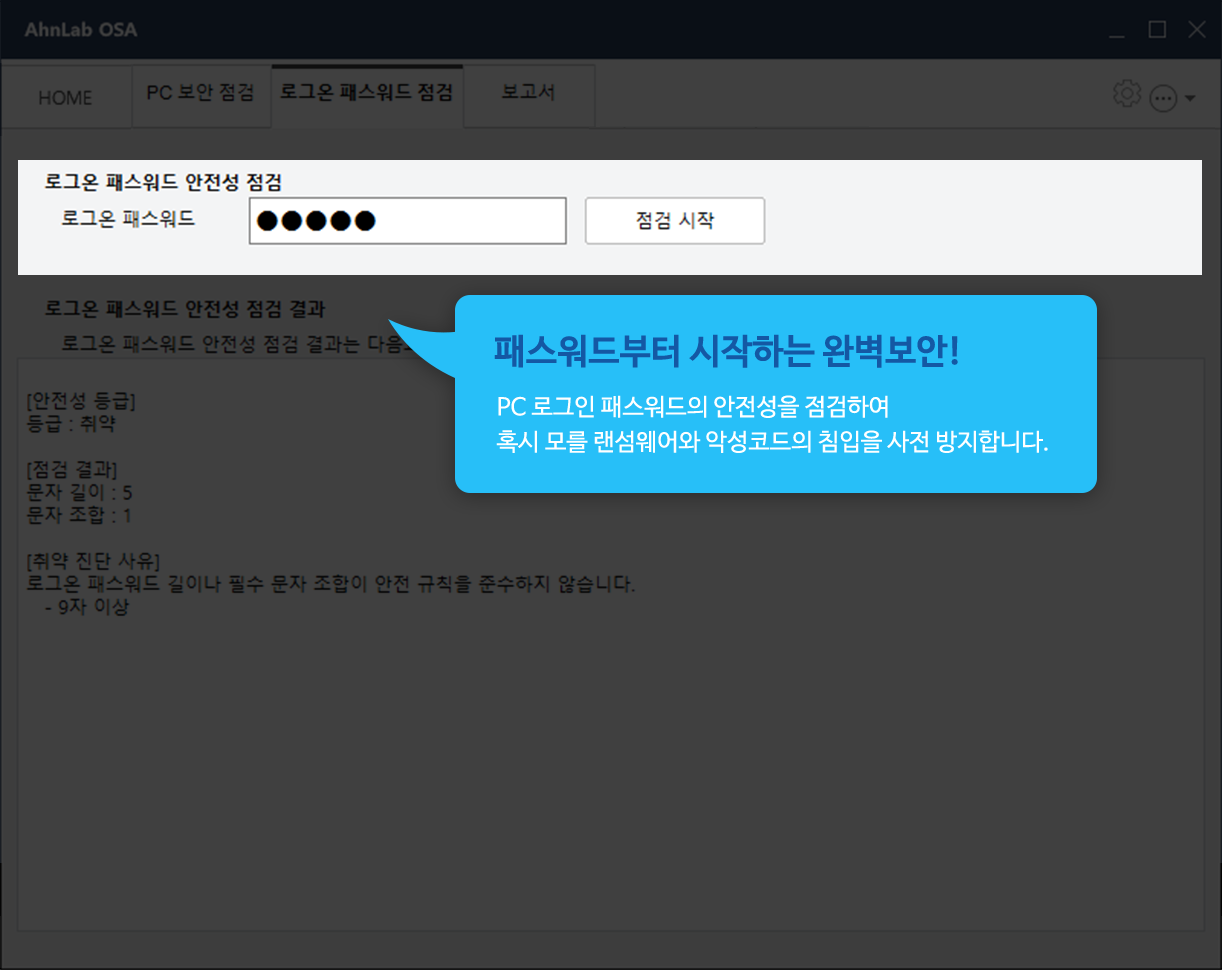 AhnLab OSA
HOME
PC 보안 점검
로그온 패스워드 점검
보고서
로그온 패스워드 안전성 점검
로그온 패스워드
점검 시작
로그온 패스워드 안전성 점검 결과
로그온 패스워드 안전성 점검 결과는 다음
패스워드부터 시작하는 완벽보안!
PC 로그인 패스워드의 안전성을 점검하여
혹시 모를 랜섬웨어와 악성코드의 침입을 사전 방지합니다.
[안전성 등급]
등급 : 취약
[점검 결과]
문자 길이 : 5
문자 조합 : 1
[취약 진단 사유]
로그온 패스워드 길이나 필수 문자 조합이 안전 규칙을 준수하지 않습니다.
- 9자 이상